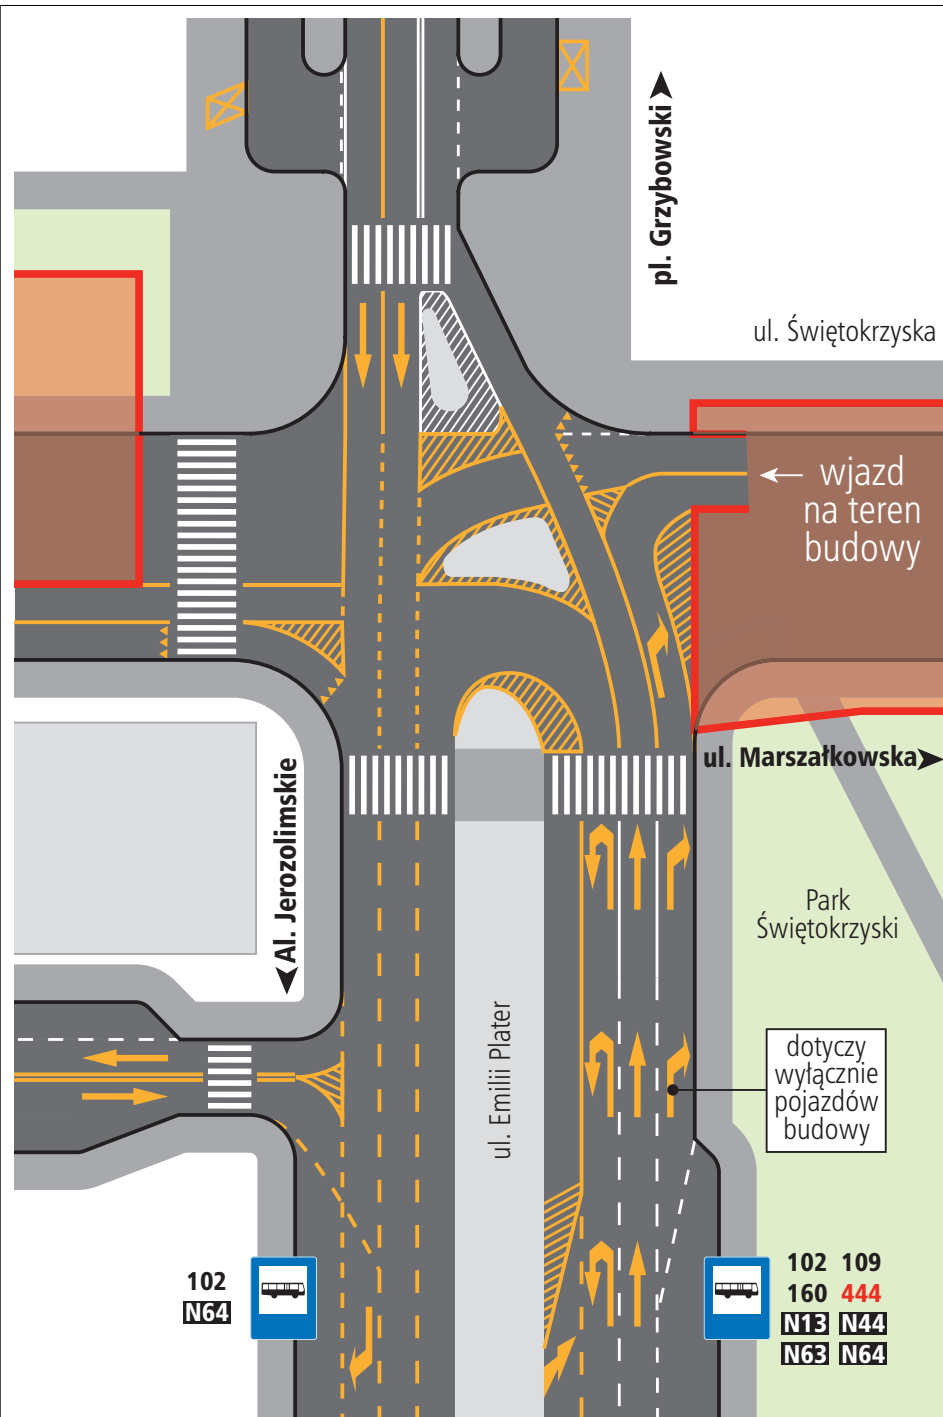 pl. Grzybowski
ul. Świętokrzyska
wjazd
na teren
budowy
ul. Marszałkowska
Al. Jerozolimskie
Park
Świętokrzyski
ul. Emilii Plater
dotyczy
wyłącznie
pojazdów
budowy
102
N64
102 109
160 444
N13 N44
N63 N64